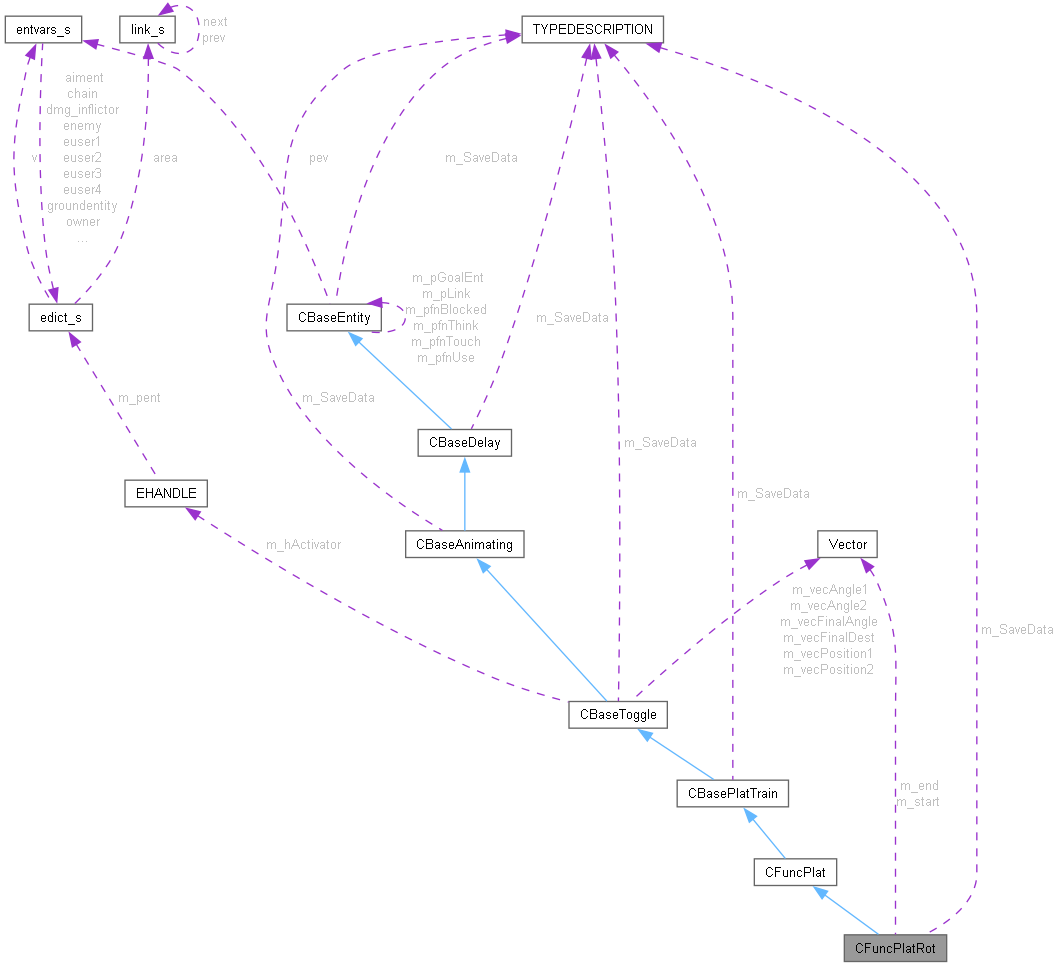 entvars_s
link_s
next
prev
TYPEDESCRIPTION
aiment
chain
dmg_inflictor
enemy
euser1
euser2
euser3
euser4
groundentity
owner
...
v
area
pev
m_SaveData
edict_s
CBaseEntity
m_pGoalEnt
m_pLink
m_pfnBlocked
m_pfnThink
m_pfnTouch
m_pfnUse
m_SaveData
m_pent
m_SaveData
CBaseDelay
m_SaveData
EHANDLE
m_SaveData
m_hActivator
CBaseAnimating
Vector
m_vecAngle1
m_vecAngle2
m_vecFinalAngle
m_vecFinalDest
m_vecPosition1
m_vecPosition2
m_SaveData
CBaseToggle
CBasePlatTrain
m_end
m_start
CFuncPlat
CFuncPlatRot